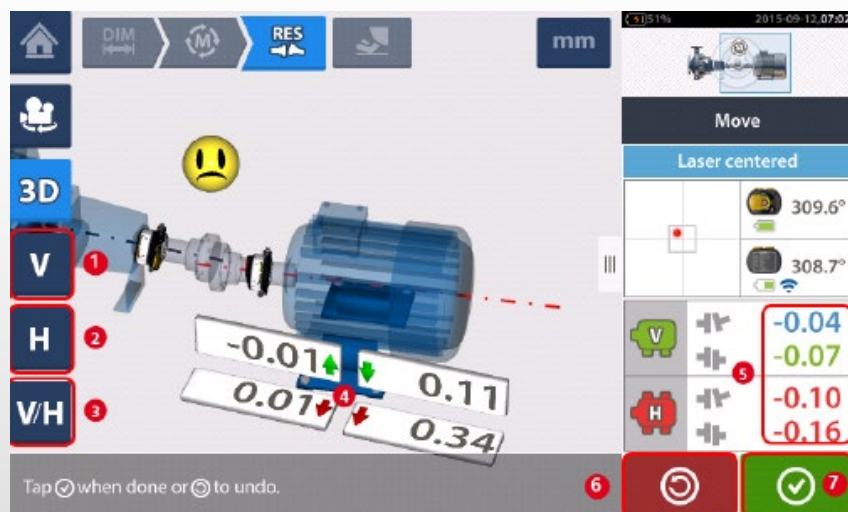 DIM
M
RES
mm
51%
2015-09-12,07:02
Move
Laser centered
309.6°
308.7°
3D
V
1
H
2
V/H
3
-0.01
0.11
4
0.01
0.34
V
-0.04
-0.07
5
H
-0.10
-0.16
Tap when done or to undo.
6
7